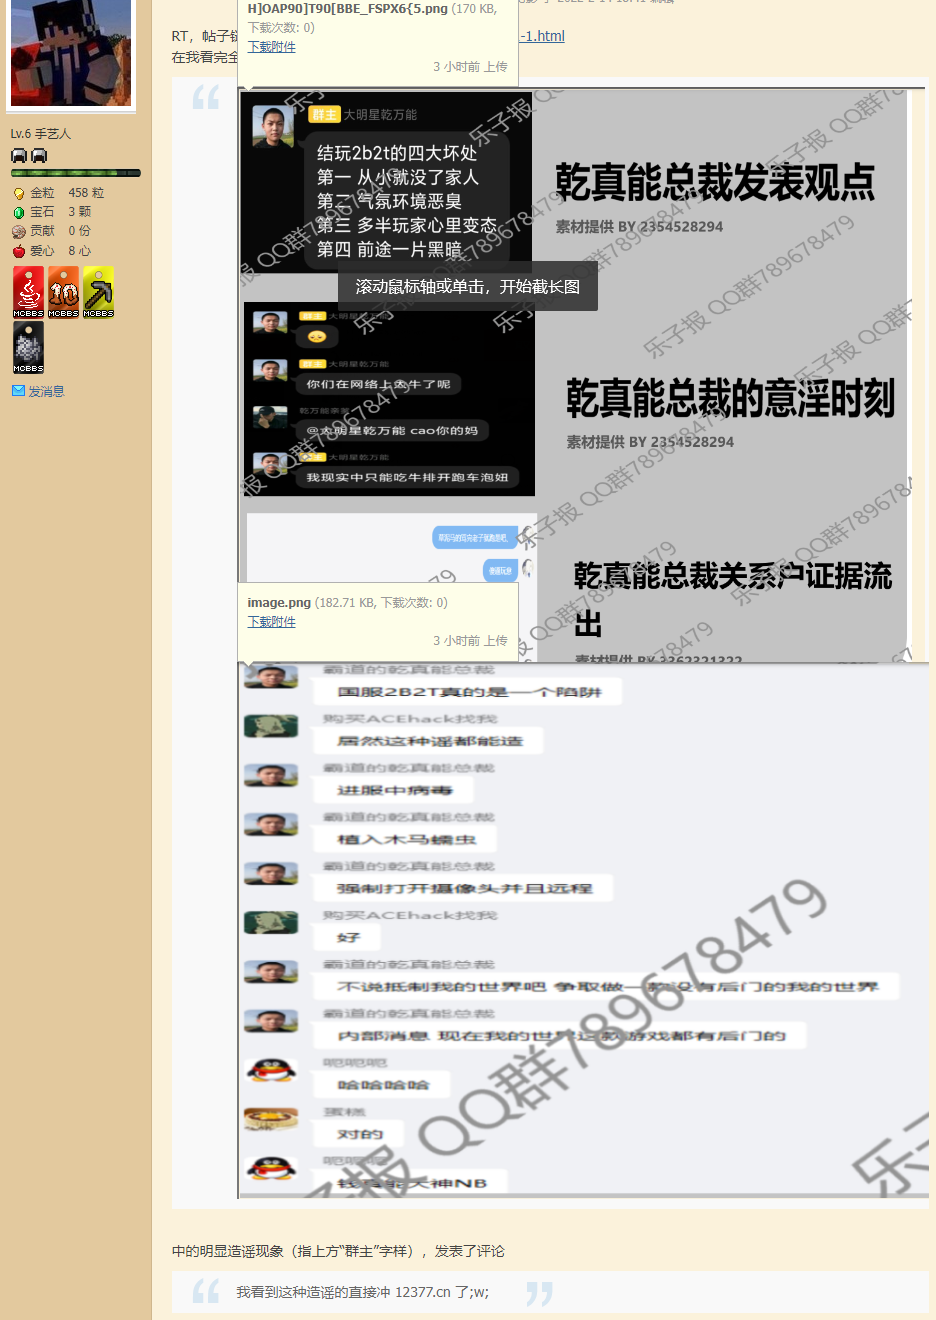 H]OAP90]T90[BBE_FSPX6{5.png (170 KB,
下载次数: 0)
下载附件
3 小时前 上传
RT，帖子
-1.html
在我看完全
Lv.6 手艺人
金粒 458 粒
宝石 3 颗
贡献 0 份
爱心 8 心
MCBBS
10
MCBBS
MCBBS
MCBBS
发消息
群主 大明星乾万能
结玩2b2t的四大坏处
第一 从小就没了家人
第二 气氛环境恶臭
第三 多半玩家心里变态
第四 前途一片黑暗
乾真能总裁发表观点
素材提供 BY 2354528294
滚动鼠标轴或单击，开始截长图
群主 大明星乾万能
群主 大明星乾万能
你们在网络上太牛了呢
@大明星乾万能 cao你的妈
群主 大明星乾万能
我现实中只能吃牛排开跑车泡妞
乾真能总裁的意淫时刻
素材提供 BY 2354528294
乾真能总裁关系户证据流
出
素材提供 BY 3362321322
image.png (182.71 KB, 下载次数: 0)
下载附件
3 小时前 上传
霸道的乾真能总裁
国服2B2T真的是一个陷阱
购买ACEhack找我
居然这种谣都能造
霸道的乾真能总裁
进服中病毒
霸道的乾真能总裁
植入木马蠕虫
霸道的乾真能总裁
强制打开摄像头并且远程
购买ACEhack找我
好
霸道的乾真能总裁
不说抵制我的世界吧 争取做一款没有后门的我的世界
霸道的乾真能总裁
内部消息 现在我的世界这款游戏都有后门的
呃呃呃
哈哈哈哈
蛋糕
对的
呃呃呃
钱真能大神NB
乐子报 QQ群789678479
中的明显造谣现象（指上方“群主”字样），发表了评论
我看到这种造谣的直接冲 12377.cn 了;w;